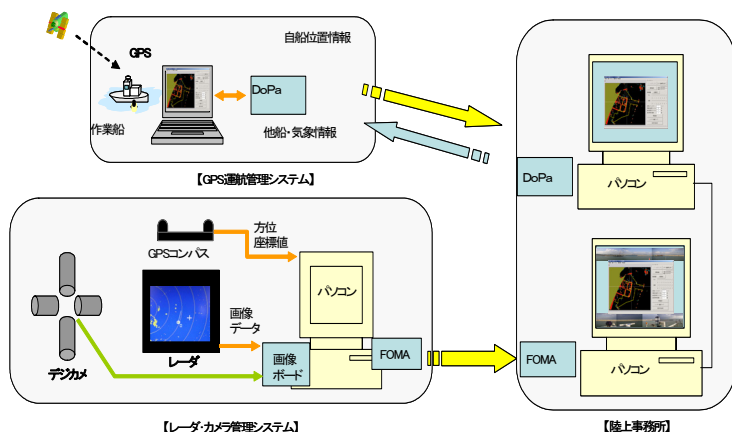 自船位置情報
GPS
DoPa
作業船
他船・気象情報
【GPS運航管理システム】
DoPa
パソコン
GPSコンパス
方位
座標値
パソコン
画像
データ
レーダ
デジカメ
画像
ボード
FOMA
FOMA
パソコン
【レーダ・カメラ管理システム】
【陸上事務所】